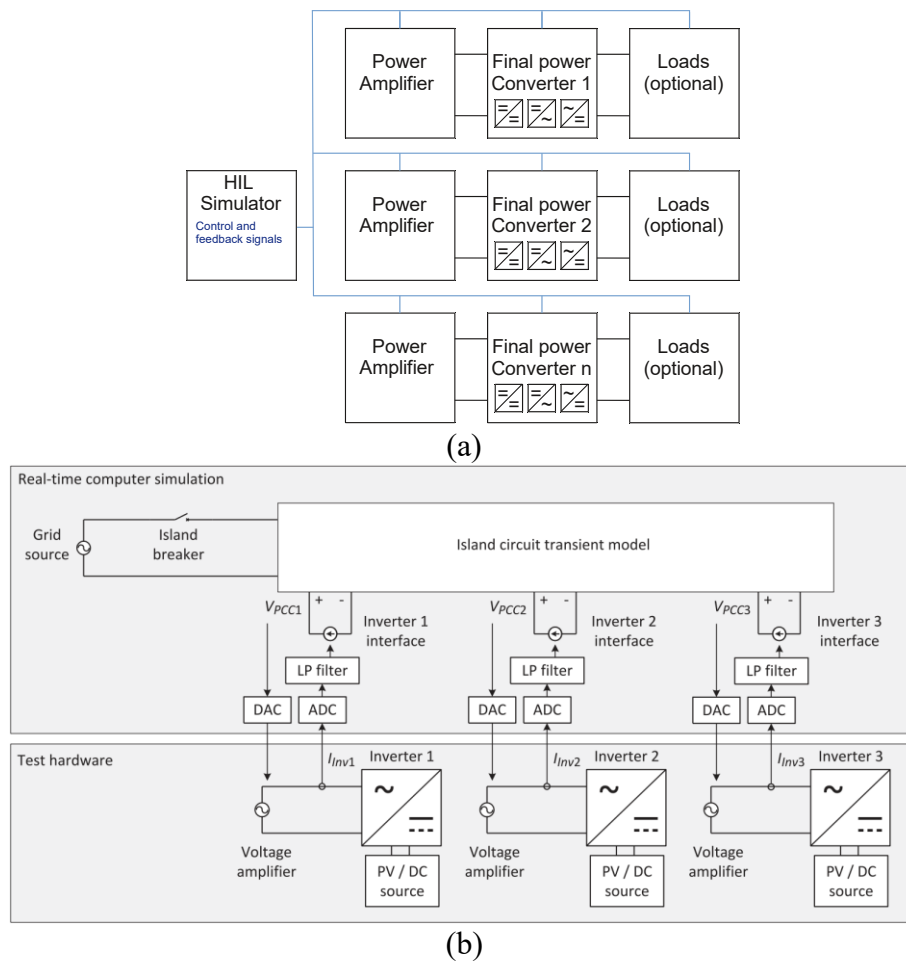 Power
Amplifier
Final power
Converter 1
= = = ~ ~ =
Loads
(optional)
HIL
Simulator
Control and
feedback signals
Power
Amplifier
Final power
Converter 2
= = = ~ ~ =
Loads
(optional)
Power
Amplifier
Final power
Converter n
= = = ~ ~ =
Loads
(optional)
(a)
Real-time computer simulation
Grid
source
Island
breaker
Island circuit transient model
VPCC1
+ -
Inverter 1
interface
LP filter
DAC
ADC
VPCC2
+ -
Inverter 2
interface
LP filter
DAC
ADC
VPCC3
+ -
Inverter 3
interface
LP filter
DAC
ADC
Test hardware
IInv1
Inverter 1
~
Voltage
amplifier
PV / DC
source
IInv2
Inverter 2
~
Voltage
amplifier
PV / DC
source
IInv3
Inverter 3
~
Voltage
amplifier
PV / DC
source
(b)